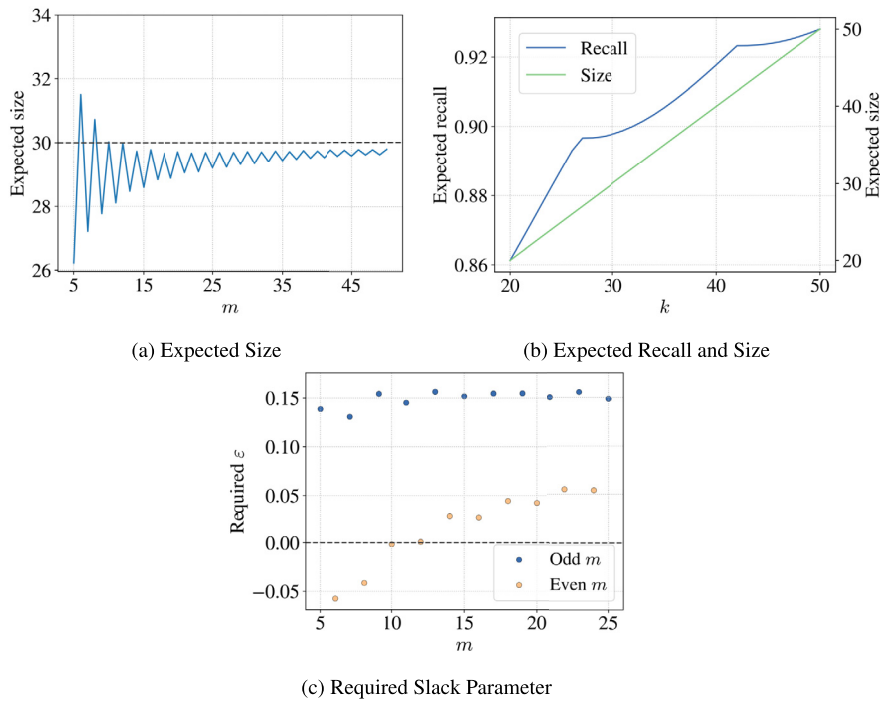 34
32
30
28
26
Expected size
5
15
25
35
45
m
(a) Expected Size
0.92
0.90
0.88
0.86
Expected recall
Recall
Size
50
40
30
20
Expected size
20
30
40
50
k
(b) Expected Recall and Size
0.15
0.10
0.05
0.00
−0.05
Required ε
Odd m
Even m
5
10
15
20
25
m
(c) Required Slack Parameter